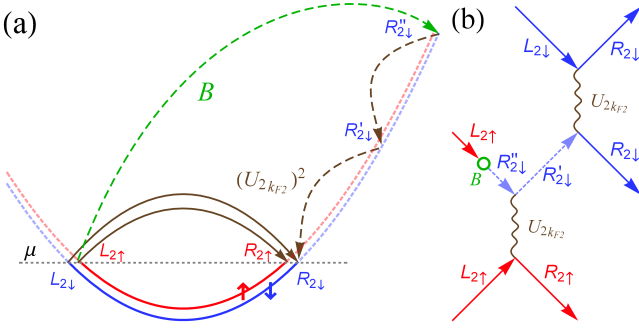 (a)
R''₂↓
B
R'₂↓
(U₂ₖF₂)²
μ
L₂↑
R₂↑
L₂↓
R₂↓
(b)
L₂↓
R₂↓
U₂ₖF₂
L₂↑
R''₂↓
R'₂↓
R₂↓
B
U₂ₖF₂
L₂↑
R₂↑